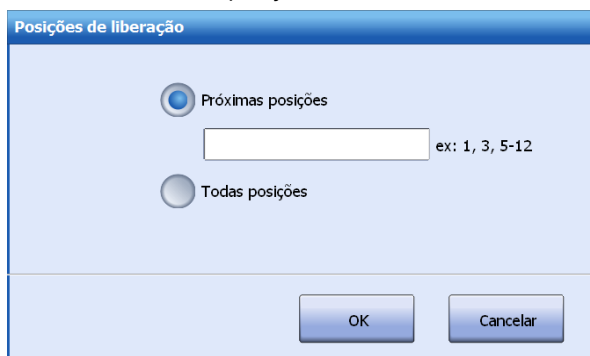 Posições de liberação
Próximas posições
ex: 1, 3, 5-12
Todas posições
OK
Cancelar